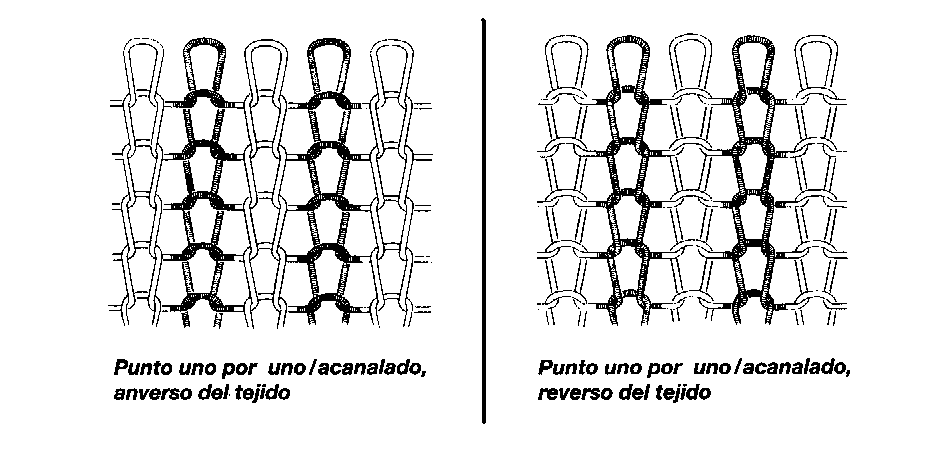 Punto uno por uno/acanalado,
anverso del tejido
Punto uno por uno/acanalado,
reverso del tejido